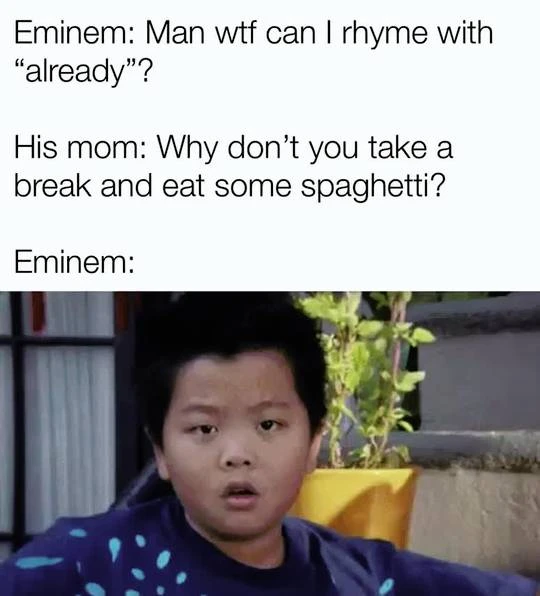 Eminem: Man wtf can I rhyme with
“already”?
His mom: Why don’t you take a
break and eat some spaghetti?
Eminem: